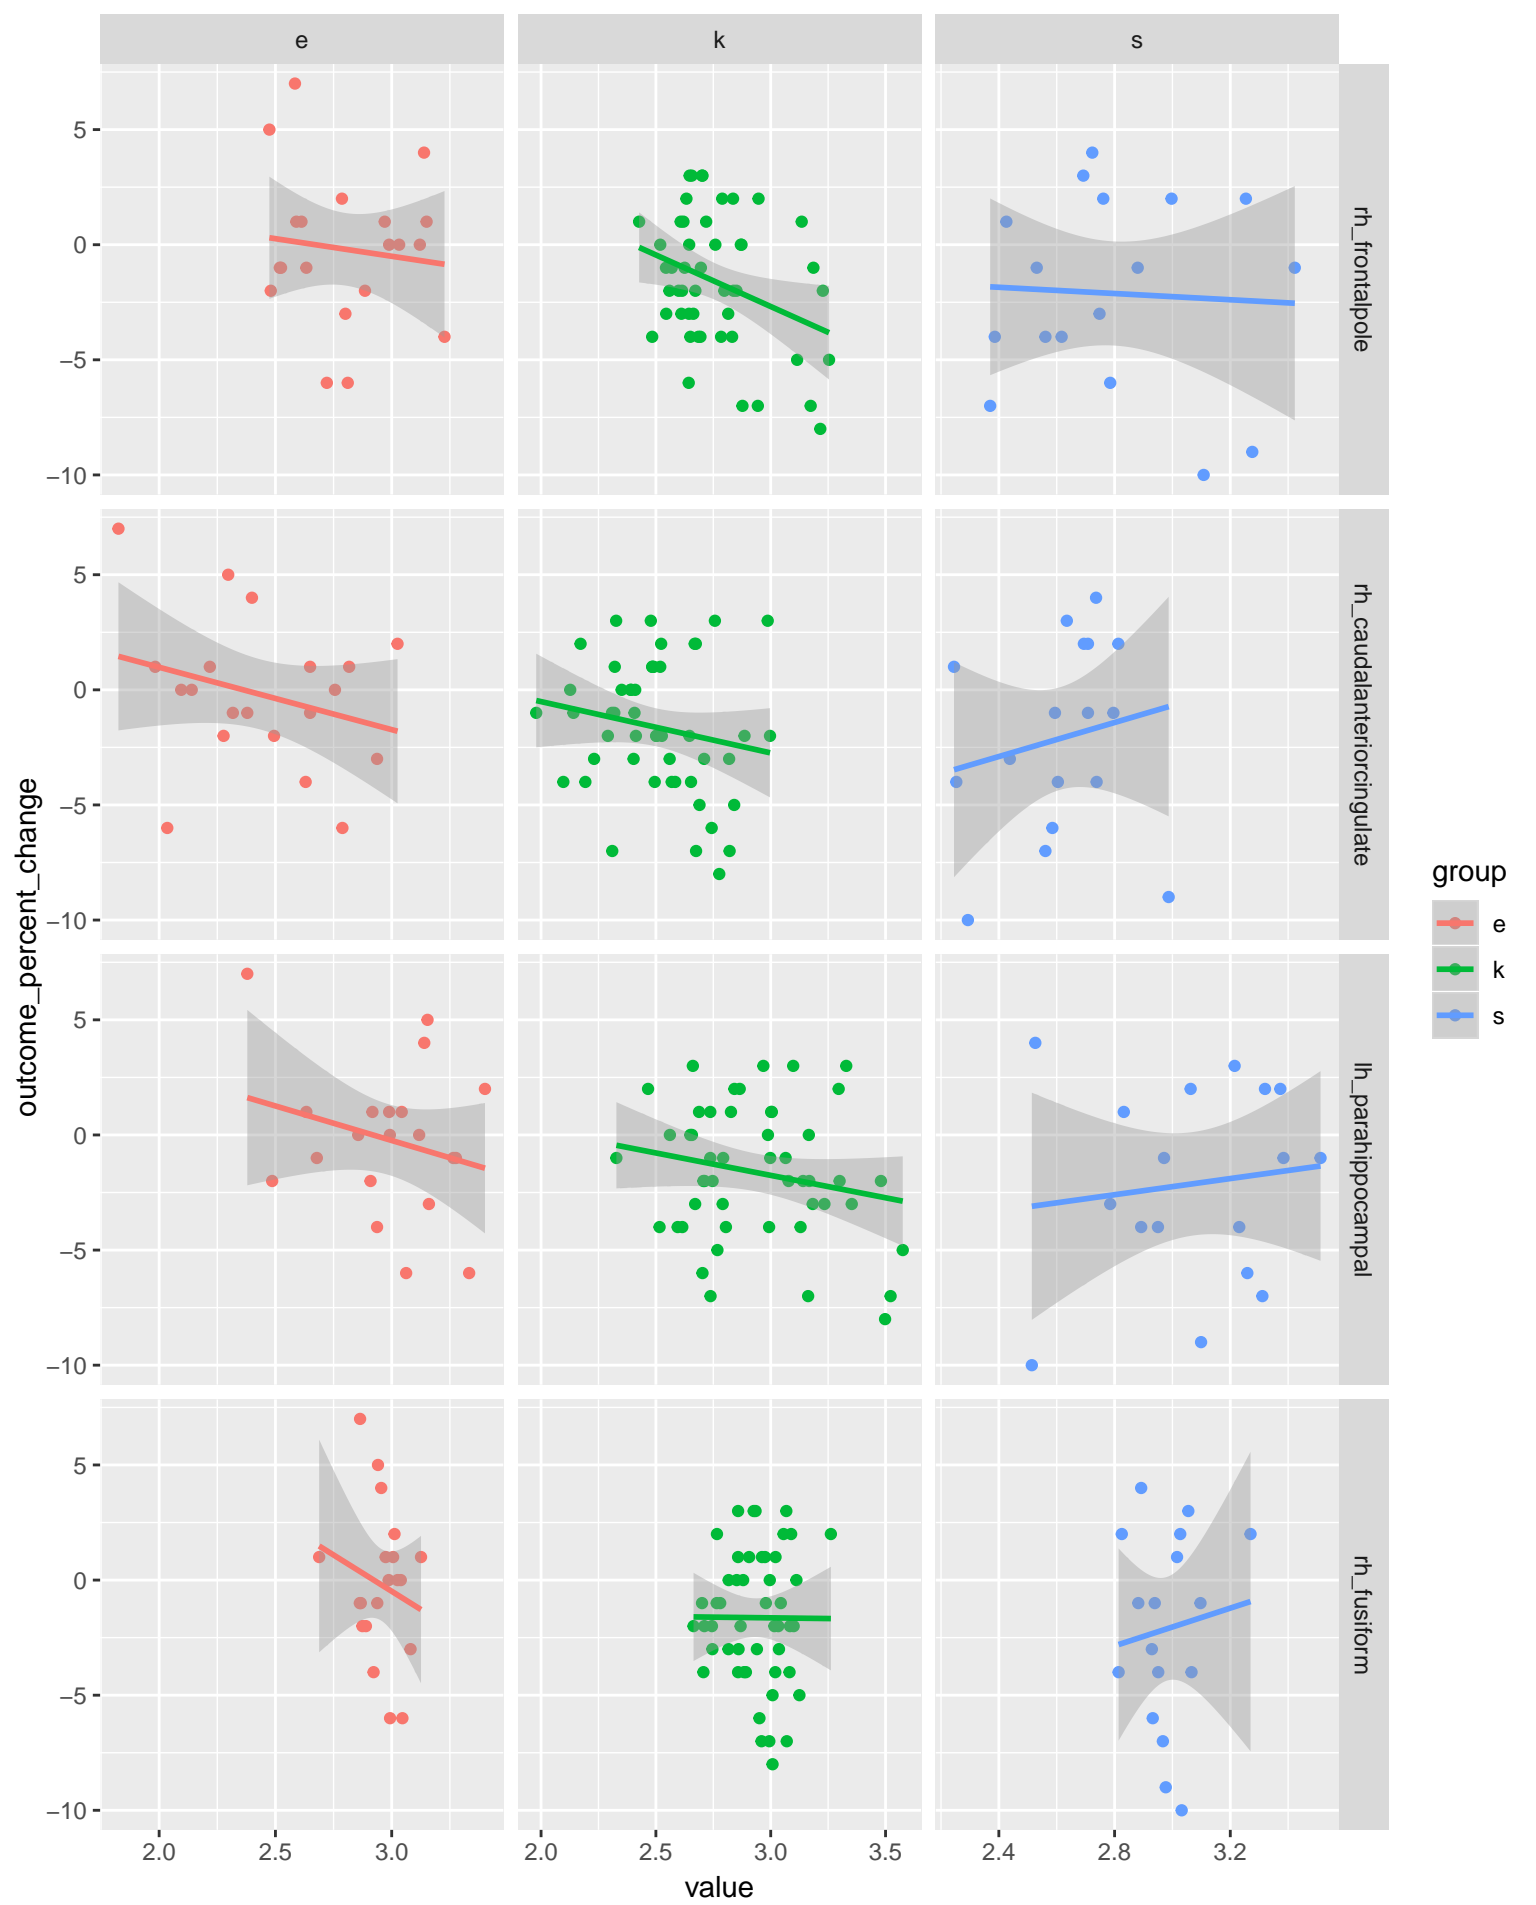 e
k
s
5
0
−5
−10
rh_frontalpole
5
0
−5
−10
rh_caudalanteriorcingulate
5
0
−5
−10
lh_parahippocampal
5
0
−5
−10
rh_fusiform
2.0
2.5
3.0
2.0
2.5
3.0
3.5
2.4
2.8
3.2
value
outcome_percent_change
group
e
k
s